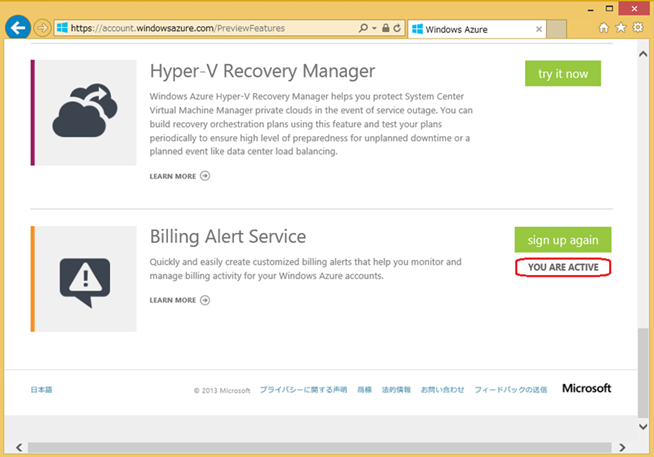 https://account.windowsazure.com/PreviewFeatures
Windows Azure
Hyper-V Recovery Manager
try it now
Windows Azure Hyper-V Recovery Manager helps you protect System Center
Virtual Machine Manager private clouds in the event of service outage. You can
build recovery orchestration plans using this feature and test your plans
periodically to ensure high level of preparedness for unplanned downtime or a
planned event like data center load balancing.
LEARN MORE
Billing Alert Service
sign up again
YOU ARE ACTIVE
Quickly and easily create customized billing alerts that help you monitor and
manage billing activity for your Windows Azure accounts.
LEARN MORE
日本語 © 2013 Microsoft プライバシーに関する声明 商標 法的情報 お問い合わせ フィードバックの送信 Microsoft